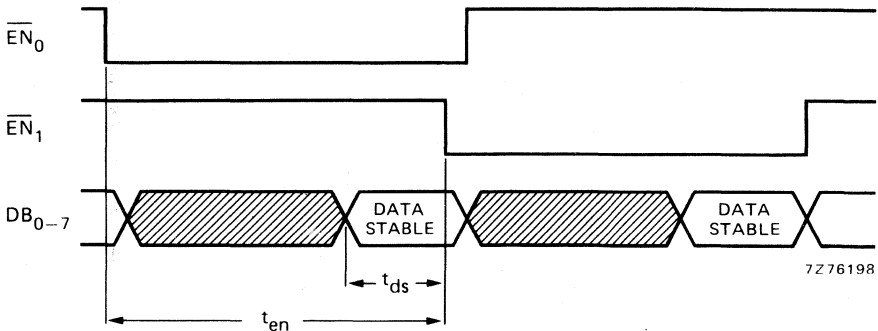 EN0
EN1
DB0–7
DATA
STABLE
DATA
STABLE
7Z76198
tds
ten